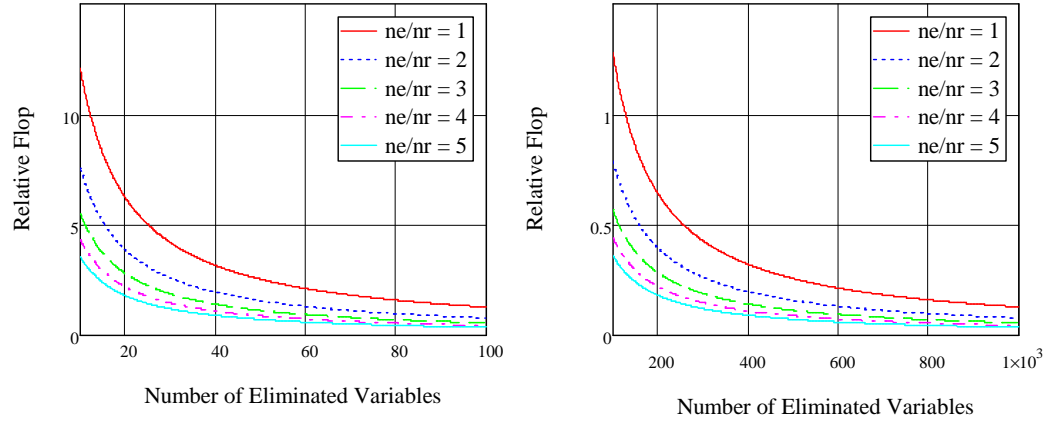 ne/nr = 1
ne/nr = 2
ne/nr = 3
ne/nr = 4
ne/nr = 5
10
5
0
Relative Flop
20
40
60
80
100
Number of Eliminated Variables
ne/nr = 1
ne/nr = 2
ne/nr = 3
ne/nr = 4
ne/nr = 5
1
0.5
0
Relative Flop
200
400
600
800
1×10³
Number of Eliminated Variables